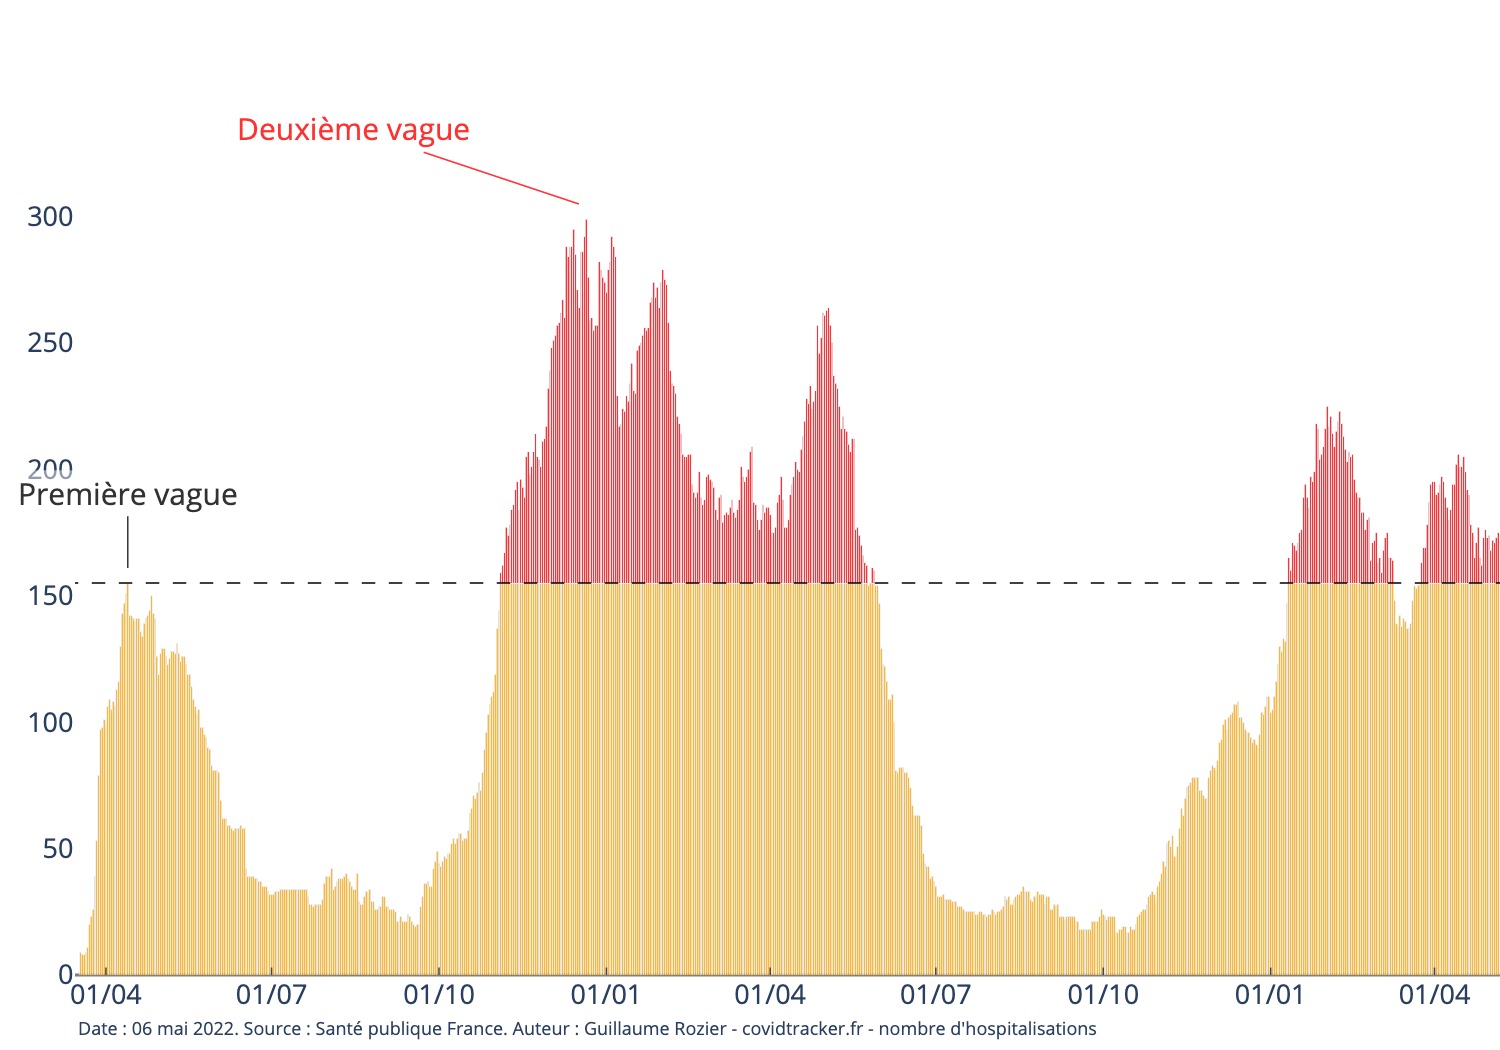 Deuxième vague
300
250
200
Première vague
150
100
50
0
01/04 01/07 01/10 01/01 01/04 01/07 01/10 01/01 01/04
Date : 06 mai 2022. Source : Santé publique France. Auteur : Guillaume Rozier - covidtracker.fr - nombre d'hospitalisations